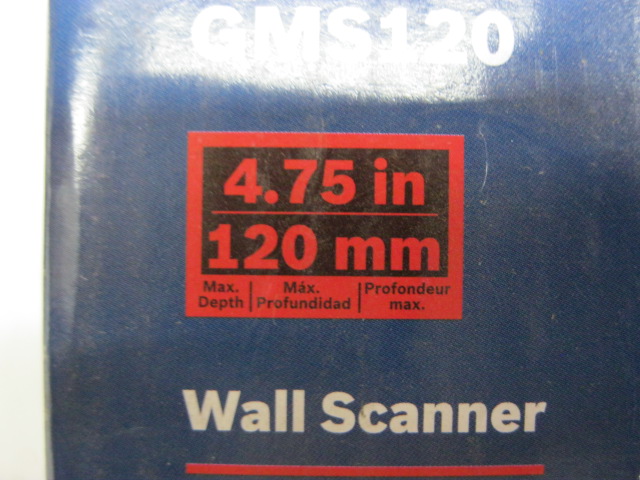 GMS120
4.75 in
120 mm
Max. Depth | Máx. Profundidad | Profondeur max.
Wall Scanner